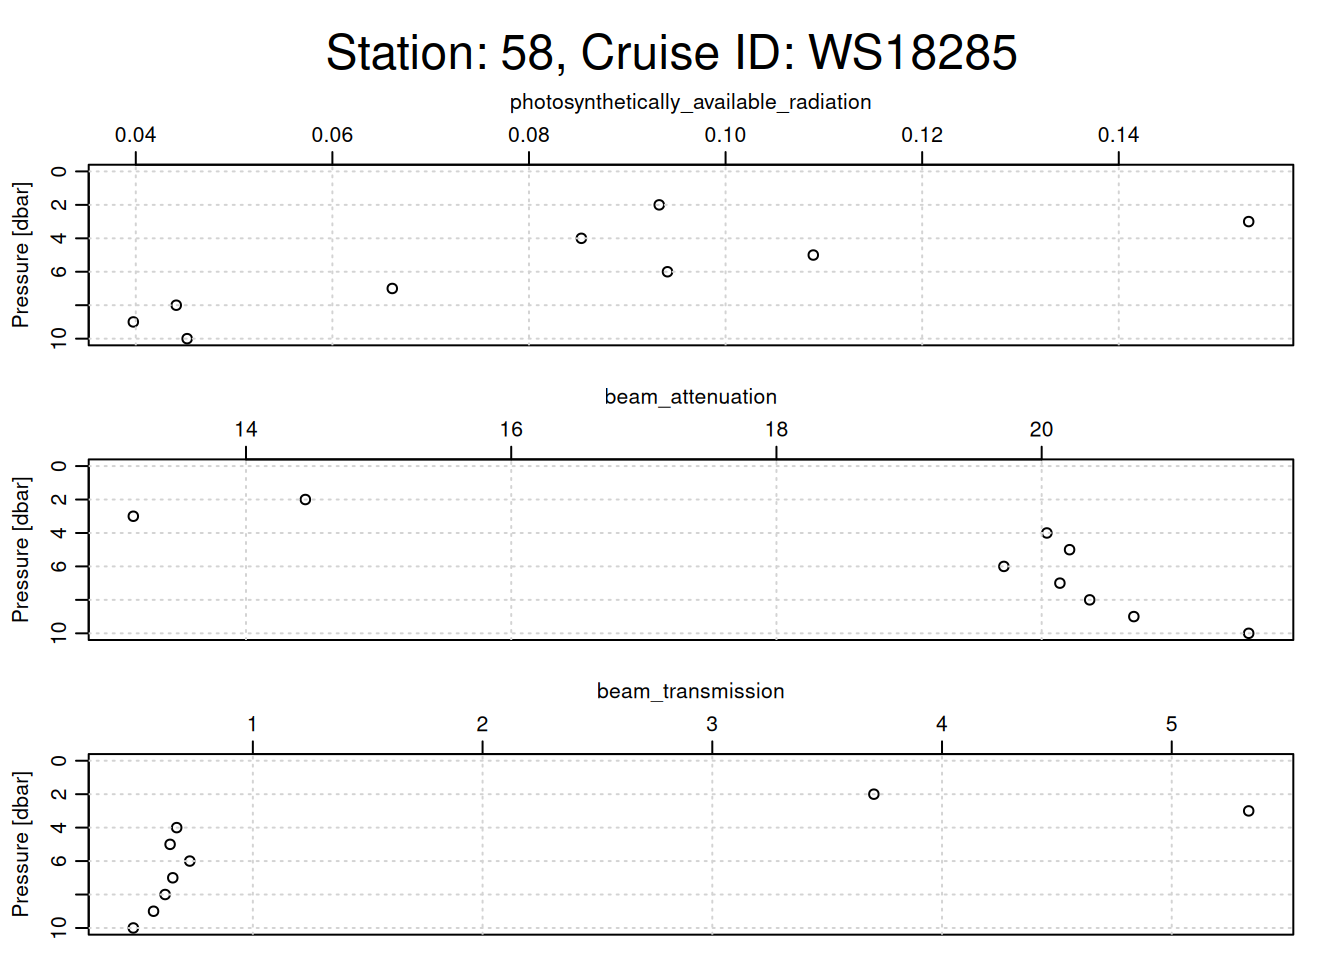 Station: 58, Cruise ID: WS18285
photosynthetically_available_radiation
0.04 0.06 0.08 0.10 0.12 0.14
Pressure [dbar]
0 2 4 6 10
beam_attenuation
14 16 18 20
Pressure [dbar]
0 2 4 6 10
beam_transmission
1 2 3 4 5
Pressure [dbar]
0 2 4 6 10